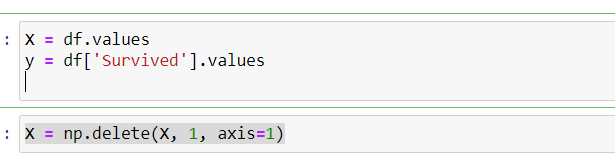 : X = df.values
y = df['Survived'].values
: X = np.delete(X, 1, axis=1)